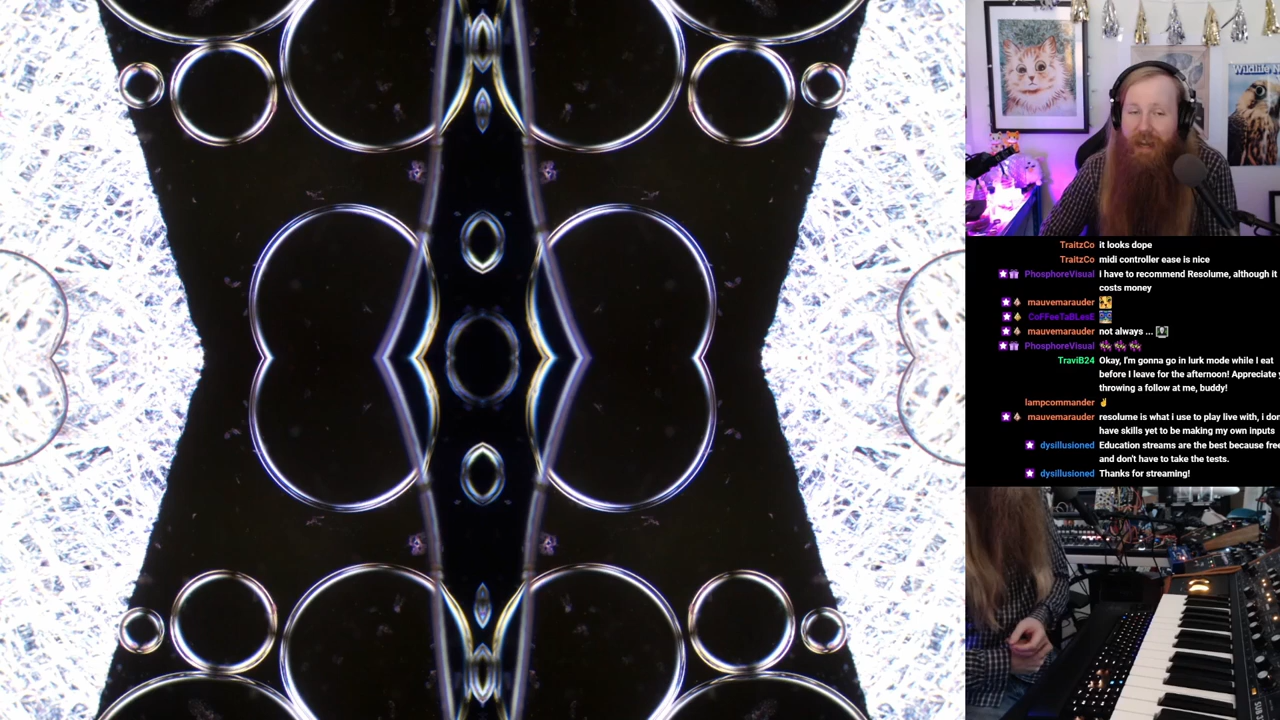 Wildlife N
TraitzCo it looks dope
TraitzCo midi controller ease is nice
PhosphoreVisual I have to recommend Resolume, although it
costs money
mauvemarauder
CoFFeeTaBLesE
mauvemarauder not always ...
PhosphoreVisual
TraviB24 Okay, I'm gonna go in lurk mode while I eat
before I leave for the afternoon! Appreciate y
throwing a follow at me, buddy!
lampcommander
mauvemarauder resolume is what i use to play live with, i don
have skills yet to be making my own inputs
dysillusioned Education streams are the best because free
and don't have to take the tests.
dysillusioned Thanks for streaming!